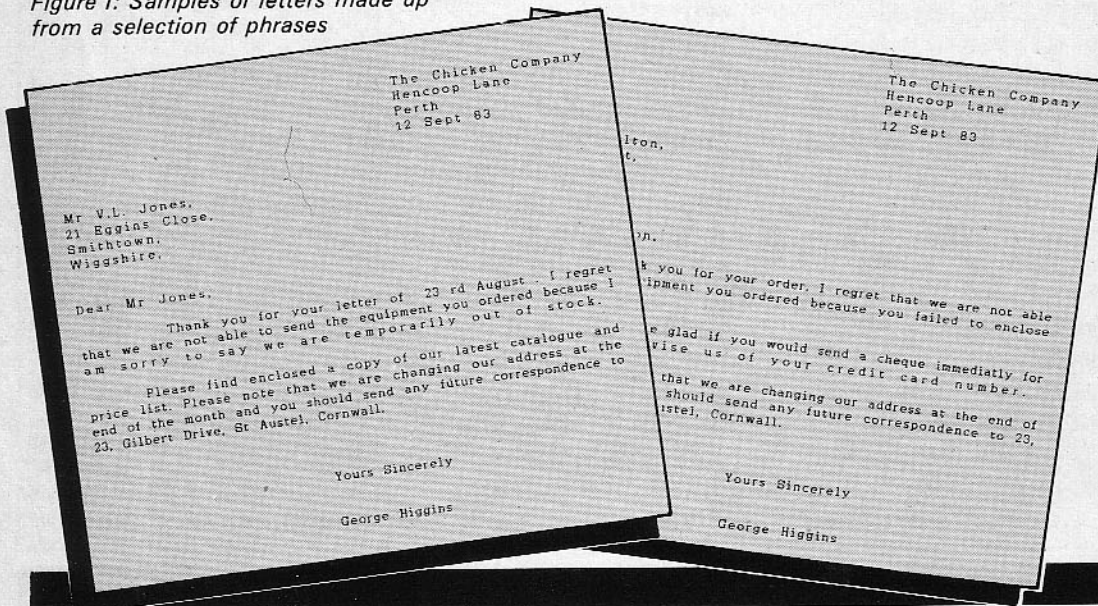 Figure 1: Samples of letters made up
from a selection of phrases
The Chicken Company
Hencoop Lane
Perth
12 Sept 83
Mr V.L. Jones,
21 Eggins Close,
Smithtown,
Wiggshire,
Dear Mr Jones,
Thank you for your letter of 23 rd August . I regret
that we are not able to send the equipment you ordered because I
am sorry to say we are temporarily out of stock.
Please find enclosed a copy of our latest catalogue and
price list. Please note that we are changing our address at the
end of the month and you should send any future correspondence to
23, Gilbert Drive, St Austel, Cornwall.
Yours Sincerely
George Higgins
The Chicken Company
Hencoop Lane
Perth
12 Sept 83
lton,
t,
on,
k you for your order. I regret that we are not able
ipment you ordered because you failed to enclose
e glad if you would send a cheque immediatly for
vise us of your credit card number.
that we are changing our address at the end of
should send any future correspondence to 23,
ustel, Cornwall.
Yours Sincerely
George Higgins